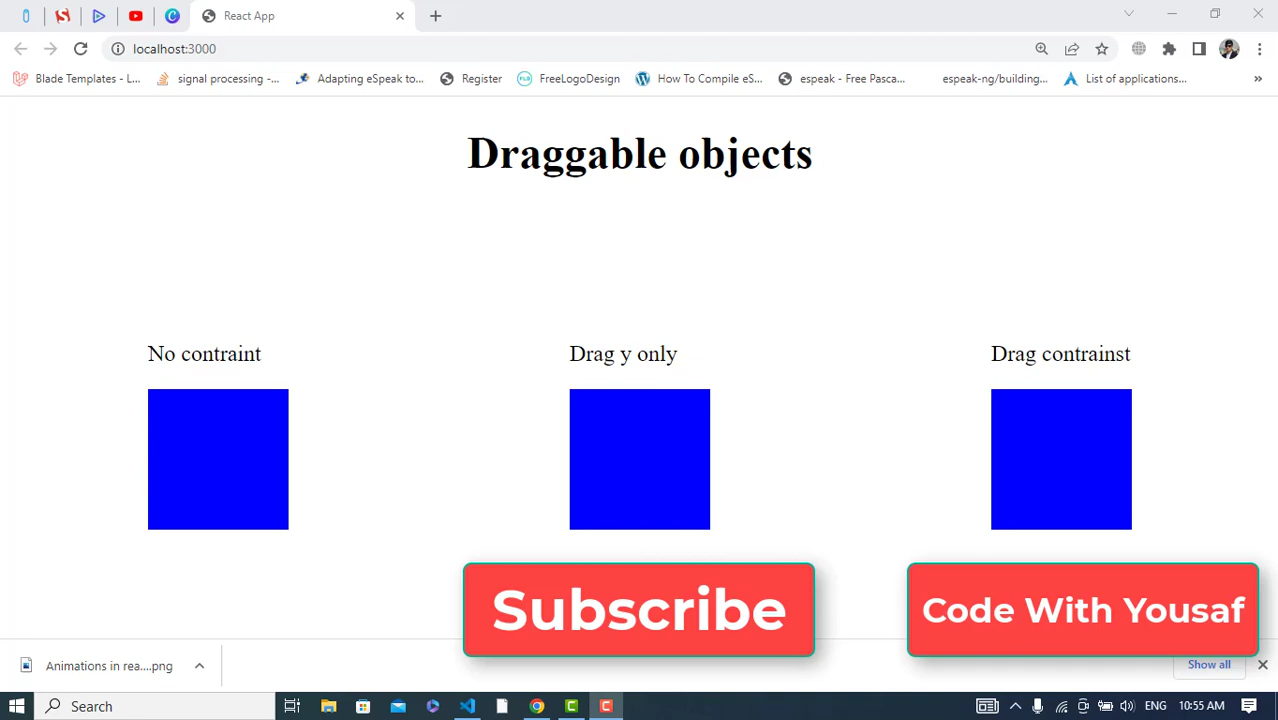 React App
localhost:3000
Blade Templates - L...
signal processing -...
Adapting eSpeak to...
Register
FLD
FreeLogoDesign
How To Compile eS...
espeak - Free Pasca...
espeak-ng/building...
List of applications...
Draggable objects
No contraint
Drag y only
Drag contrainst
Subscribe
Code With Yousaf
Animations in rea....png
Show all
Search
ENG
10:55 AM